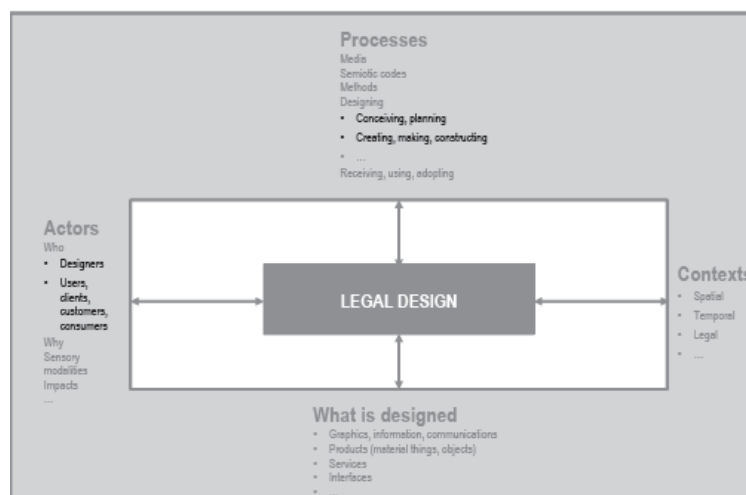 Processes
Media
Semiotic codes
Methods
Designing
• Conceiving, planning
• Creating, making, constructing
• ...
Receiving, using, adopting
Actors
Who
• Designers
• Users,
clients,
customers,
consumers
Why
Sensory
modalities
Impacts
...
LEGAL DESIGN
Contexts
• Spatial
• Temporal
• Legal
• ...
What is designed
• Graphics, information, communications
• Products (material things, objects)
• Services
• Interfaces
• ...